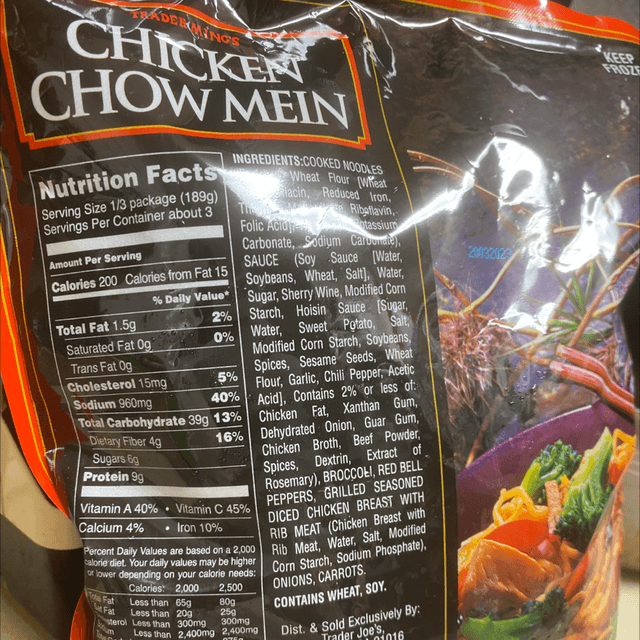 TRADER MING'S
CHICKEN
CHOW MEIN
KEEP
FROZE
Nutrition Facts
Serving Size 1/3 package (189g)
Servings Per Container about 3
Amount Per Serving
Calories 200 Calories from Fat 15
% Daily Value*
Total Fat 1.5g 2%
Saturated Fat 0g 0%
Trans Fat 0g
Cholesterol 15mg 5%
Sodium 960mg 40%
Total Carbohydrate 39g 13%
Dietary Fiber 4g 16%
Sugars 6g
Protein 9g
Vitamin A 40% • Vitamin C 45%
Calcium 4% • Iron 10%
Percent Daily Values are based on a 2,000
calorie diet. Your daily values may be higher
or lower depending on your calorie needs:
Calories: 2,000 2,500
Total Fat Less than 65g 80g
Sat Fat Less than 20g 25g
Less than 300mg 300mg
Less than 2,400mg 2,400mg
INGREDIENTS:COOKED NOODLES
Wheat Flour [Wheat
Reduced Iron,
Riboflavin,
Folic Acid],
Carbonate, Sodium Carbonate),
SAUCE (Soy Sauce [Water,
Soybeans, Wheat, Salt], Water,
Sugar, Sherry Wine, Modified Corn
Starch, Hoisin Sauce [Sugar,
Water, Sweet Potato, Salt,
Modified Corn Starch, Soybeans,
Spices, Sesame Seeds, Wheat
Flour, Garlic, Chili Pepper, Acetic
Acid], Contains 2% or less of:
Chicken Fat, Xanthan Gum,
Dehydrated Onion, Guar Gum,
Chicken Broth, Beef Powder,
Spices, Dextrin, Extract of
Rosemary), BROCCOLI, RED BELL
PEPPERS, GRILLED SEASONED
DICED CHICKEN BREAST WITH
RIB MEAT (Chicken Breast with
Rib Meat, Water, Salt, Modified
Corn Starch, Sodium Phosphate),
ONIONS, CARROTS.
CONTAINS WHEAT, SOY.
Dist. & Sold Exclusively By:
Trader Joe's,
20032023